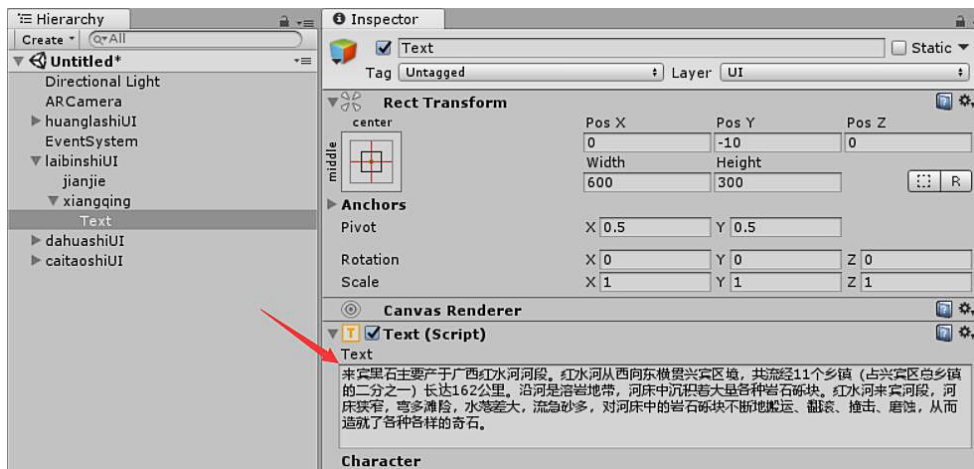 Hierarchy
Create
All
Untitled*
Directional Light
ARCamera
huanglashiUI
EventSystem
laibinshiUI
jianjie
xiangqing
Text
dahuashiUI
caitaoshiUI
Inspector
Text
Static
Tag Untagged Layer UI
Rect Transform
center
middle
Pos X Pos Y Pos Z
0 -10 0
Width Height
600 300
R
Anchors
Pivot X 0.5 Y 0.5
Rotation X 0 Y 0 Z 0
Scale X 1 Y 1 Z 1
Canvas Renderer
T Text (Script)
Text
来宾黑石主要产于广西红水河河段。红水河从西向东横贯兴宾区境，共流经11个乡镇（占兴宾区总乡镇
的二分之一）长达162公里。沿河是溶岩地带，河床中沉积着大量各种岩石砾块。红水河来宾河段，河
床狭窄，弯多滩险，水落差大，流急砂多，对河床中的岩石砾块不断地搬运、翻滚、撞击、磨蚀，从而
造就了各种各样的奇石。
Character